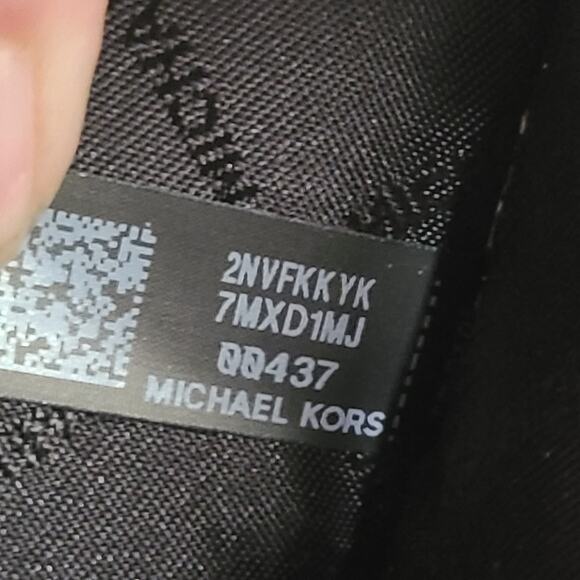 2NVFKKYK
7MXD1MJ
00437
MICHAEL KORS